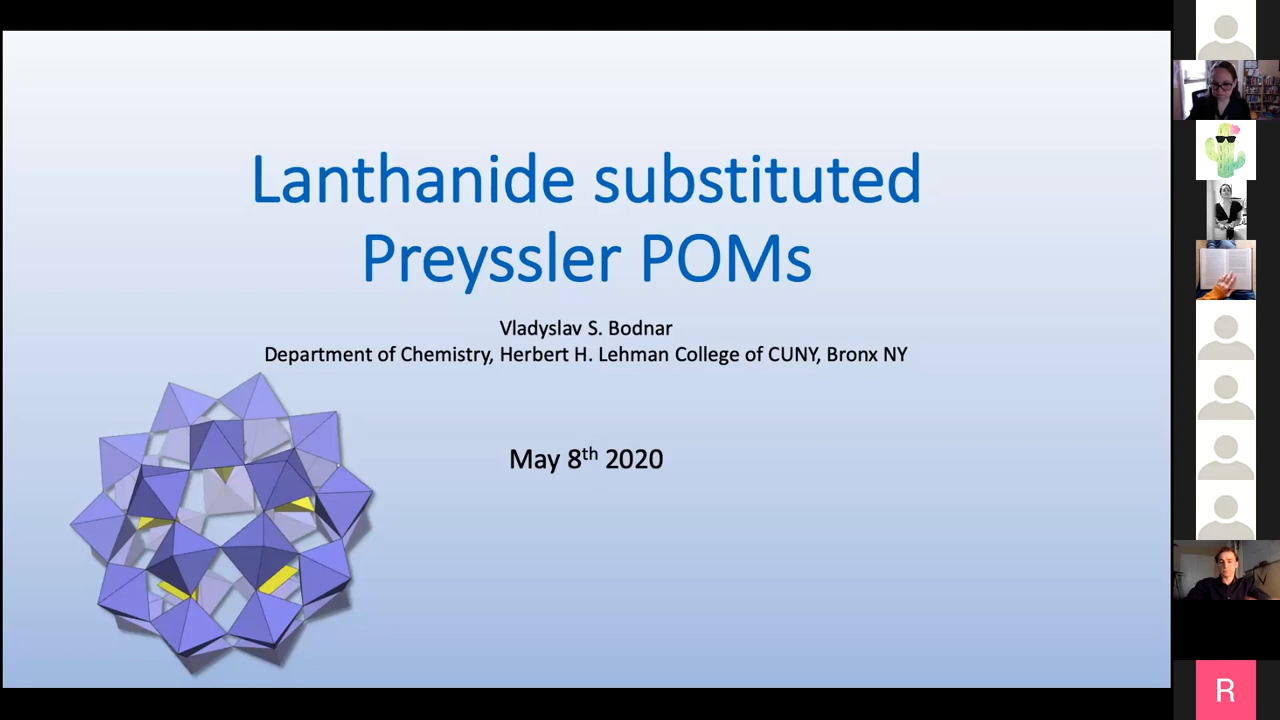 Lanthanide substituted
Preyssler POMs
Vladyslav S. Bodnar
Department of Chemistry, Herbert H. Lehman College of CUNY, Bronx NY
May 8th 2020
R